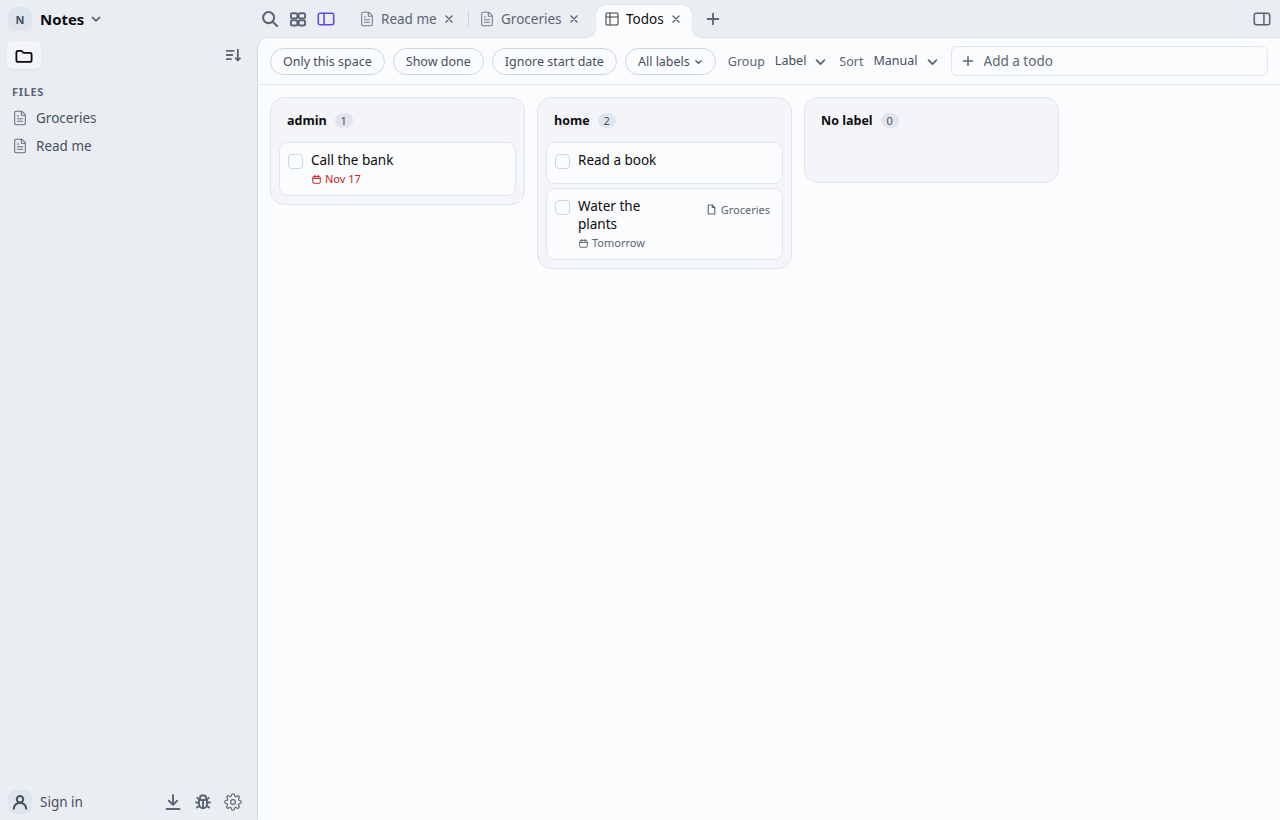 N Notes
Read me
Groceries
Todos
FILES
Groceries
Read me
Only this space
Show done
Ignore start date
All labels
Group Label
Sort Manual
Add a todo
admin 1
Call the bank
Nov 17
home 2
Read a book
Water the
plants
Groceries
Tomorrow
No label 0
Sign in